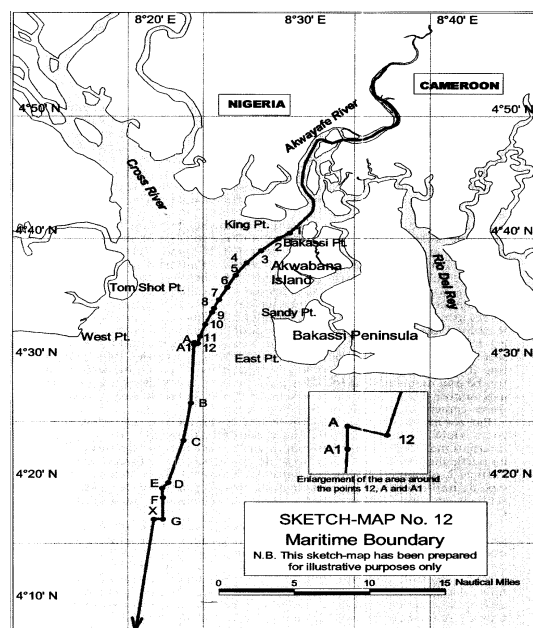 8°20' E
8°30' E
8°40' E
CAMEROON
NIGERIA
4°50' N
4°50' N
Akwayafe River
Cross River
King Pt.
1
4°40' N
2
Bakassi Pt.
4°40' N
3
4
Akwabana
Island
5
Rio Del Rey
Tom Shot Pt.
6
7
8
9
Sandy Pt.
10
West Pt.
11
Bakassi Peninsula
A
A1
12
4°30' N
East Pt.
4°30' N
B
A
12
A1
C
Enlargement of the area around
the points 12, A and A1
4°20' N
E
D
4°20' N
F
X
G
SKETCH-MAP No. 12
Maritime Boundary
N.B. This sketch-map has been prepared
for illustrative purposes only
0 5 10 15 Nautical Miles
4°10' N
4°10' N